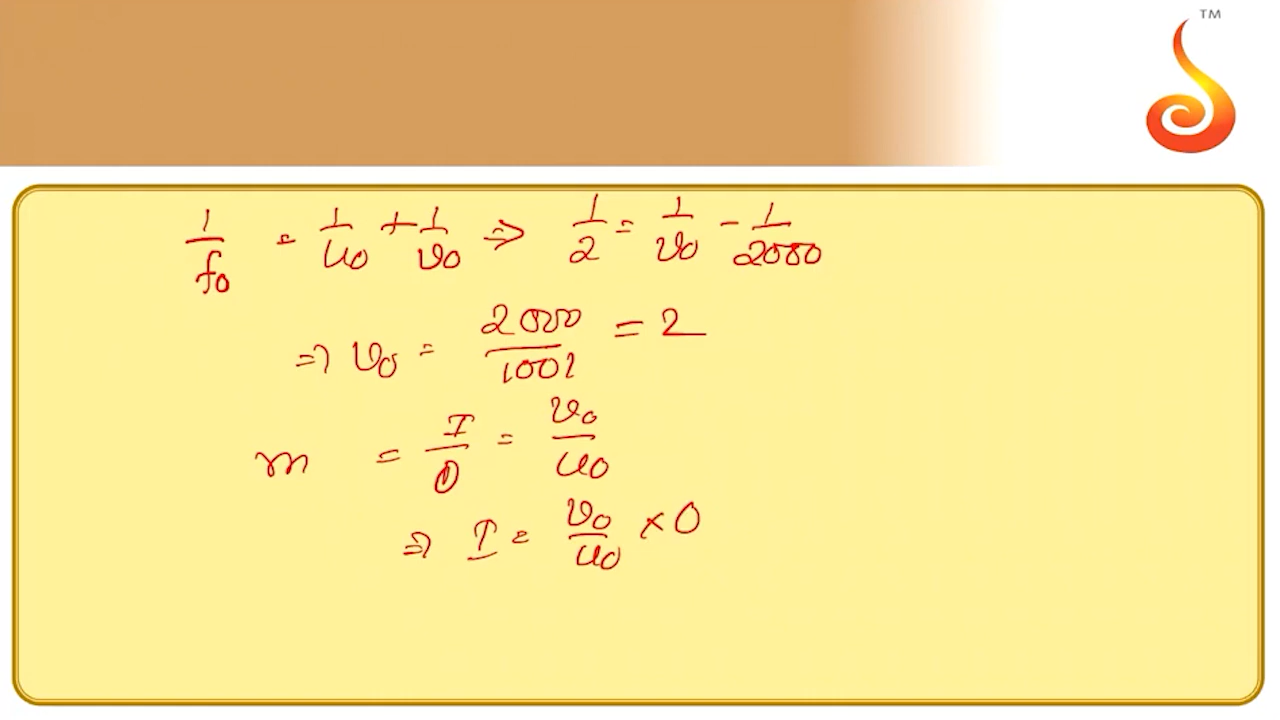 TM
1/f₀ = 1/u₀ + 1/v₀ ⇒ 1/2 = 1/v₀ - 1/2000
⇒ v₀ = 2000/1001 = 2
m = I/O = v₀/u₀
⇒ I = v₀/u₀ × O